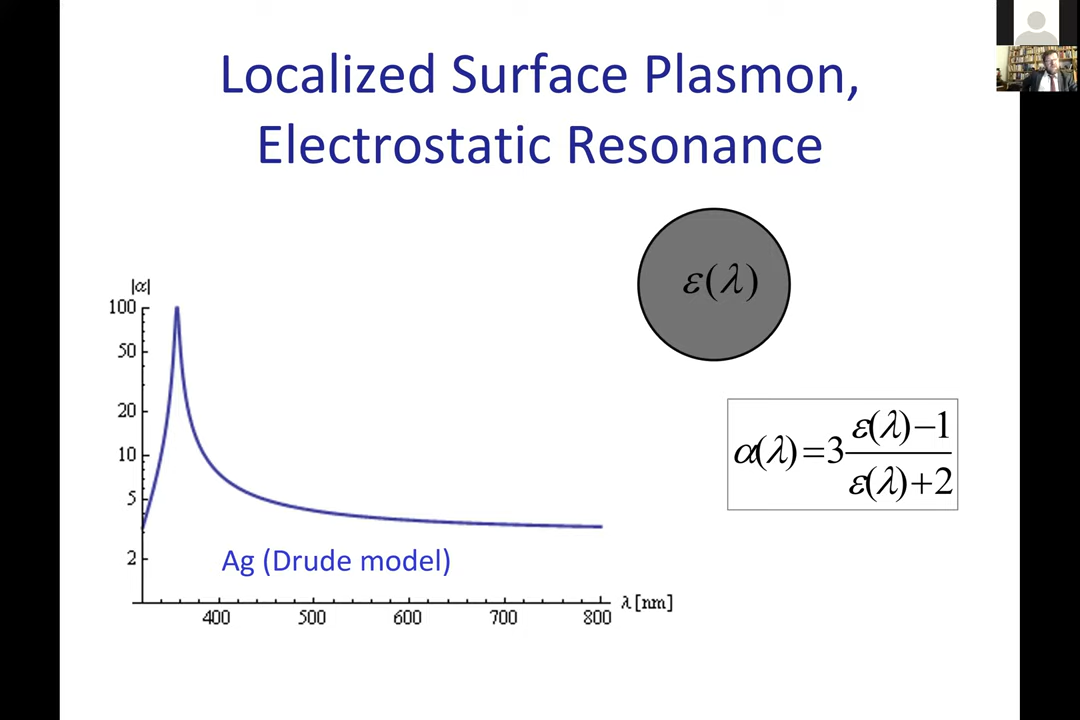 Localized Surface Plasmon,
Electrostatic Resonance
ε(λ)
|α|
100
50
20
10
5
2
400 500 600 700 800 λ [nm]
Ag (Drude model)
α(λ)=3 ε(λ)−1
ε(λ)+2